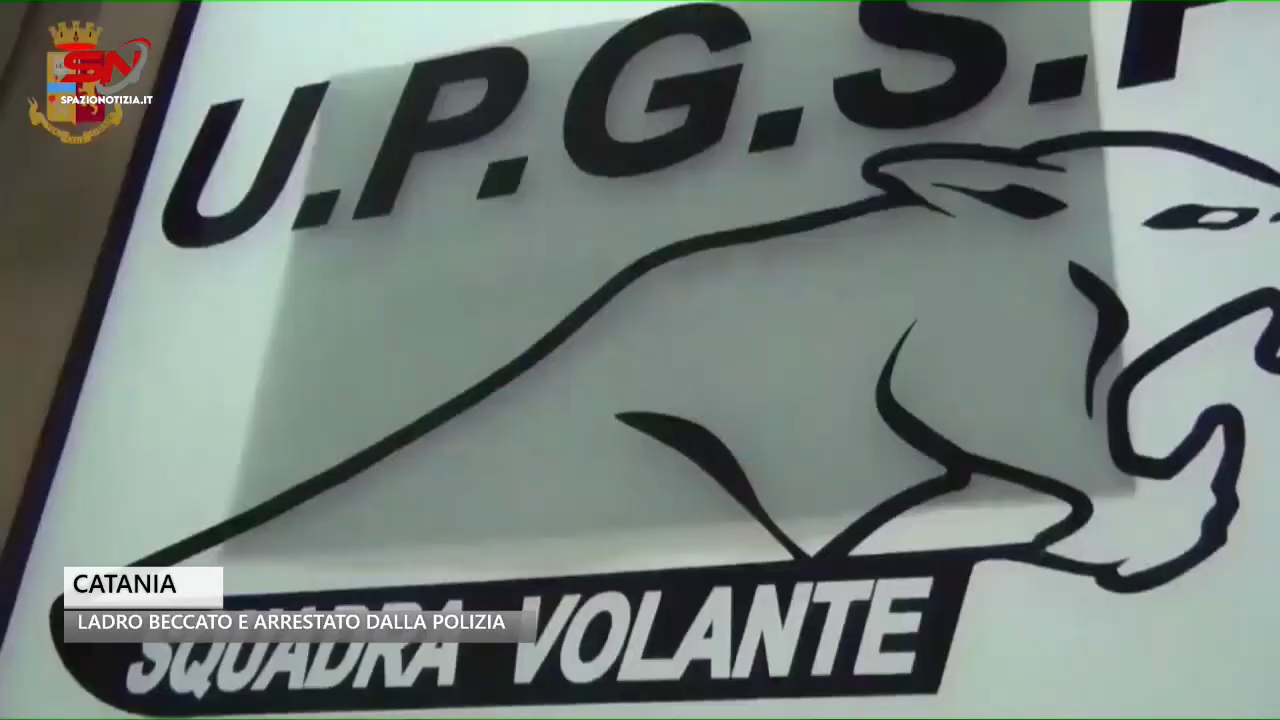 U.P.G.S.P
SN
SPAZIONOTIZIA.IT
CATANIA
LADRO BECCATO E ARRESTATO DALLA POLIZIA
SQUADRA VOLANTE